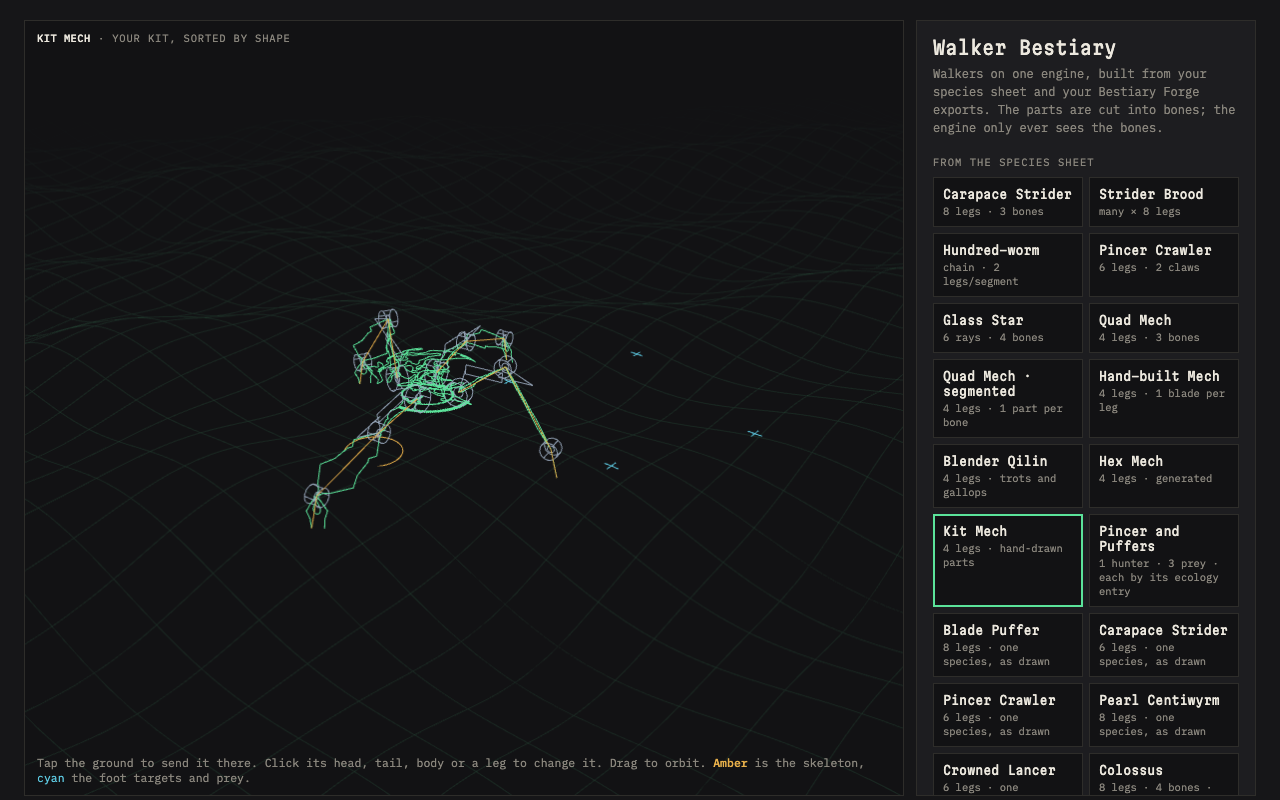 KIT MECH · YOUR KIT, SORTED BY SHAPE
Tap the ground to send it there. Click its head, tail, body or a leg to change it. Drag to orbit. Amber is the skeleton,
cyan the foot targets and prey.
Walker Bestiary
Walkers on one engine, built from your
species sheet and your Bestiary Forge
exports. The parts are cut into bones; the
engine only ever sees the bones.
FROM THE SPECIES SHEET
Carapace Strider
8 legs · 3 bones
Strider Brood
many × 8 legs
Hundred-worm
chain · 2
legs/segment
Pincer Crawler
6 legs · 2 claws
Glass Star
6 rays · 4 bones
Quad Mech
4 legs · 3 bones
Quad Mech ·
segmented
4 legs · 1 part per
bone
Hand-built Mech
4 legs · 1 blade per
leg
Blender Qilin
4 legs · trots and
gallops
Hex Mech
4 legs · generated
Kit Mech
4 legs · hand-drawn
parts
Pincer and
Puffers
1 hunter · 3 prey ·
each by its ecology
entry
Blade Puffer
8 legs · one
species, as drawn
Carapace Strider
6 legs · one
species, as drawn
Pincer Crawler
6 legs · one
species, as drawn
Pearl Centiwyrm
8 legs · one
species, as drawn
Crowned Lancer
6 legs · one
Colossus
8 legs · 4 bones ·